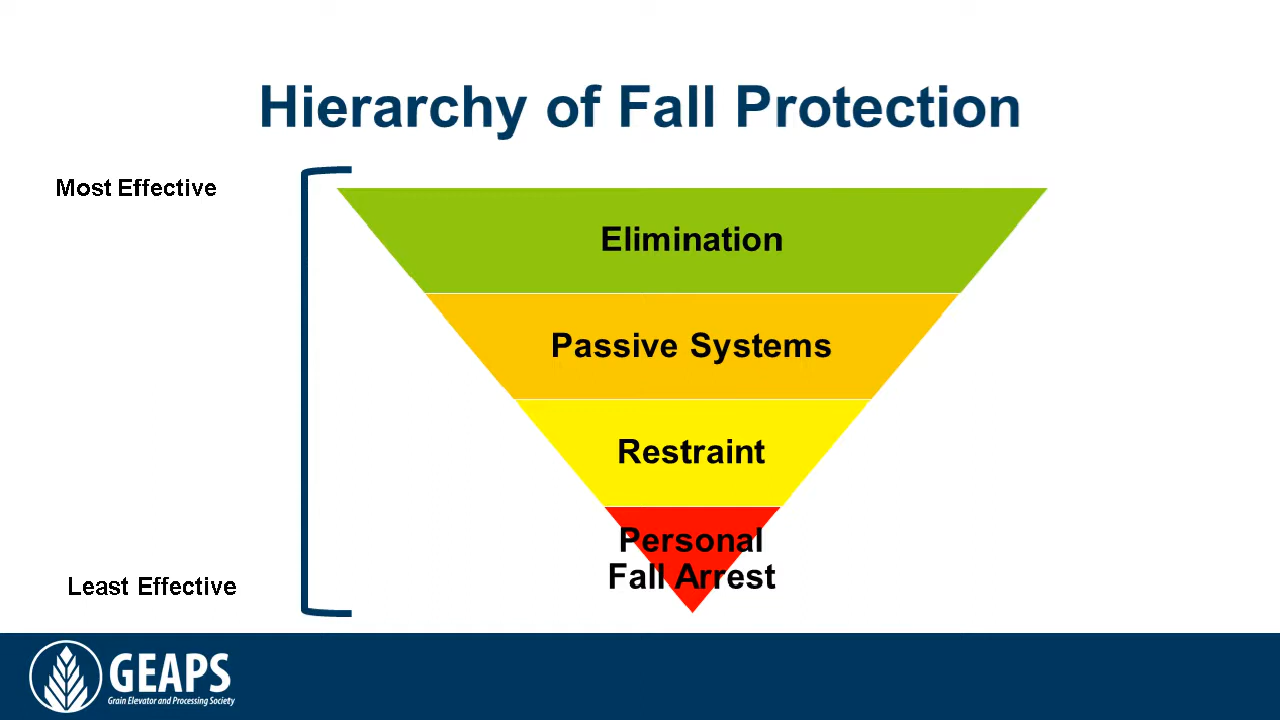 Hierarchy of Fall Protection
Most Effective
Elimination
Passive Systems
Restraint
Personal
Fall Arrest
Least Effective
GEAPS
Grain Elevator and Processing Society